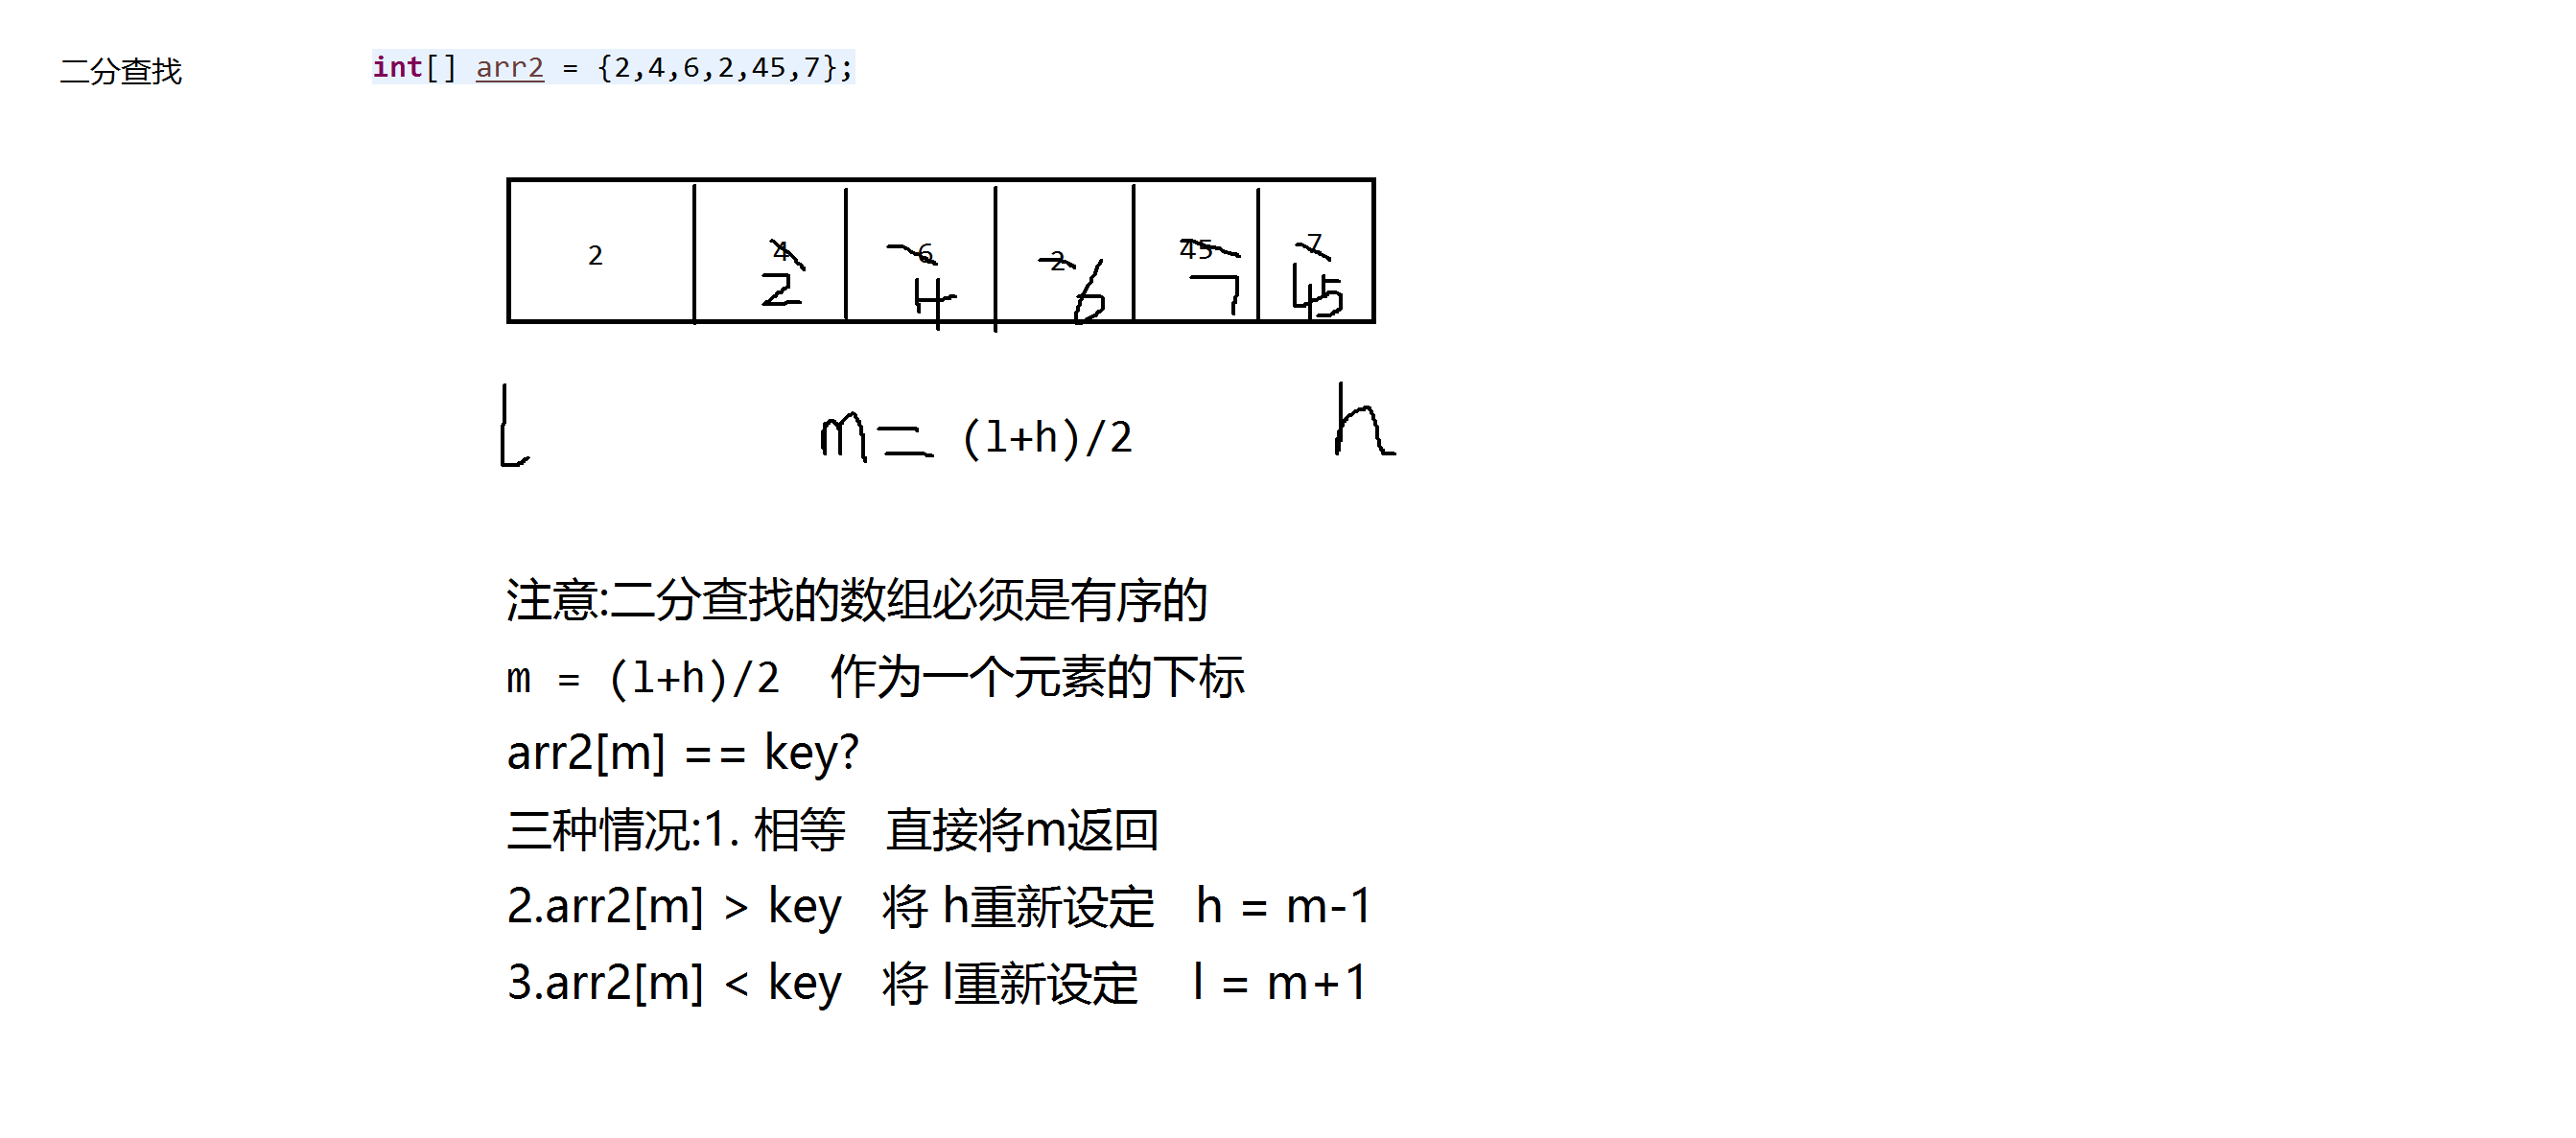 二分查找 int[] arr2 = {2,4,6,2,45,7};
2 4 6 2 45 7
2 4 6 7 45
L m = (l+h)/2 h
注意:二分查找的数组必须是有序的
m = (l+h)/2 作为一个元素的下标
arr2[m] == key?
三种情况:1. 相等 直接将m返回
2.arr2[m] > key 将 h重新设定 h = m-1
3.arr2[m] < key 将 l重新设定 l = m+1